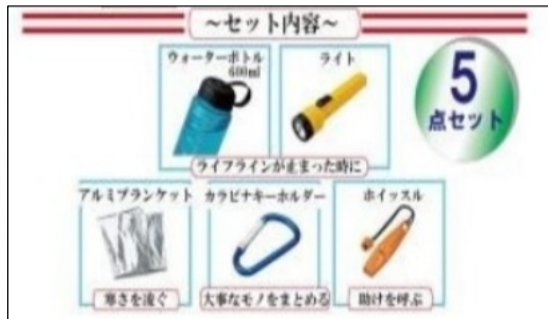 ～セット内容～
ウォーターボトル
600ml
ライト
5
点セット
ライフラインが止まった時に
アルミブランケット
カラビナキーホルダー
ホイッスル
寒さを凌ぐ
大事なモノをまとめる
助けを呼ぶ